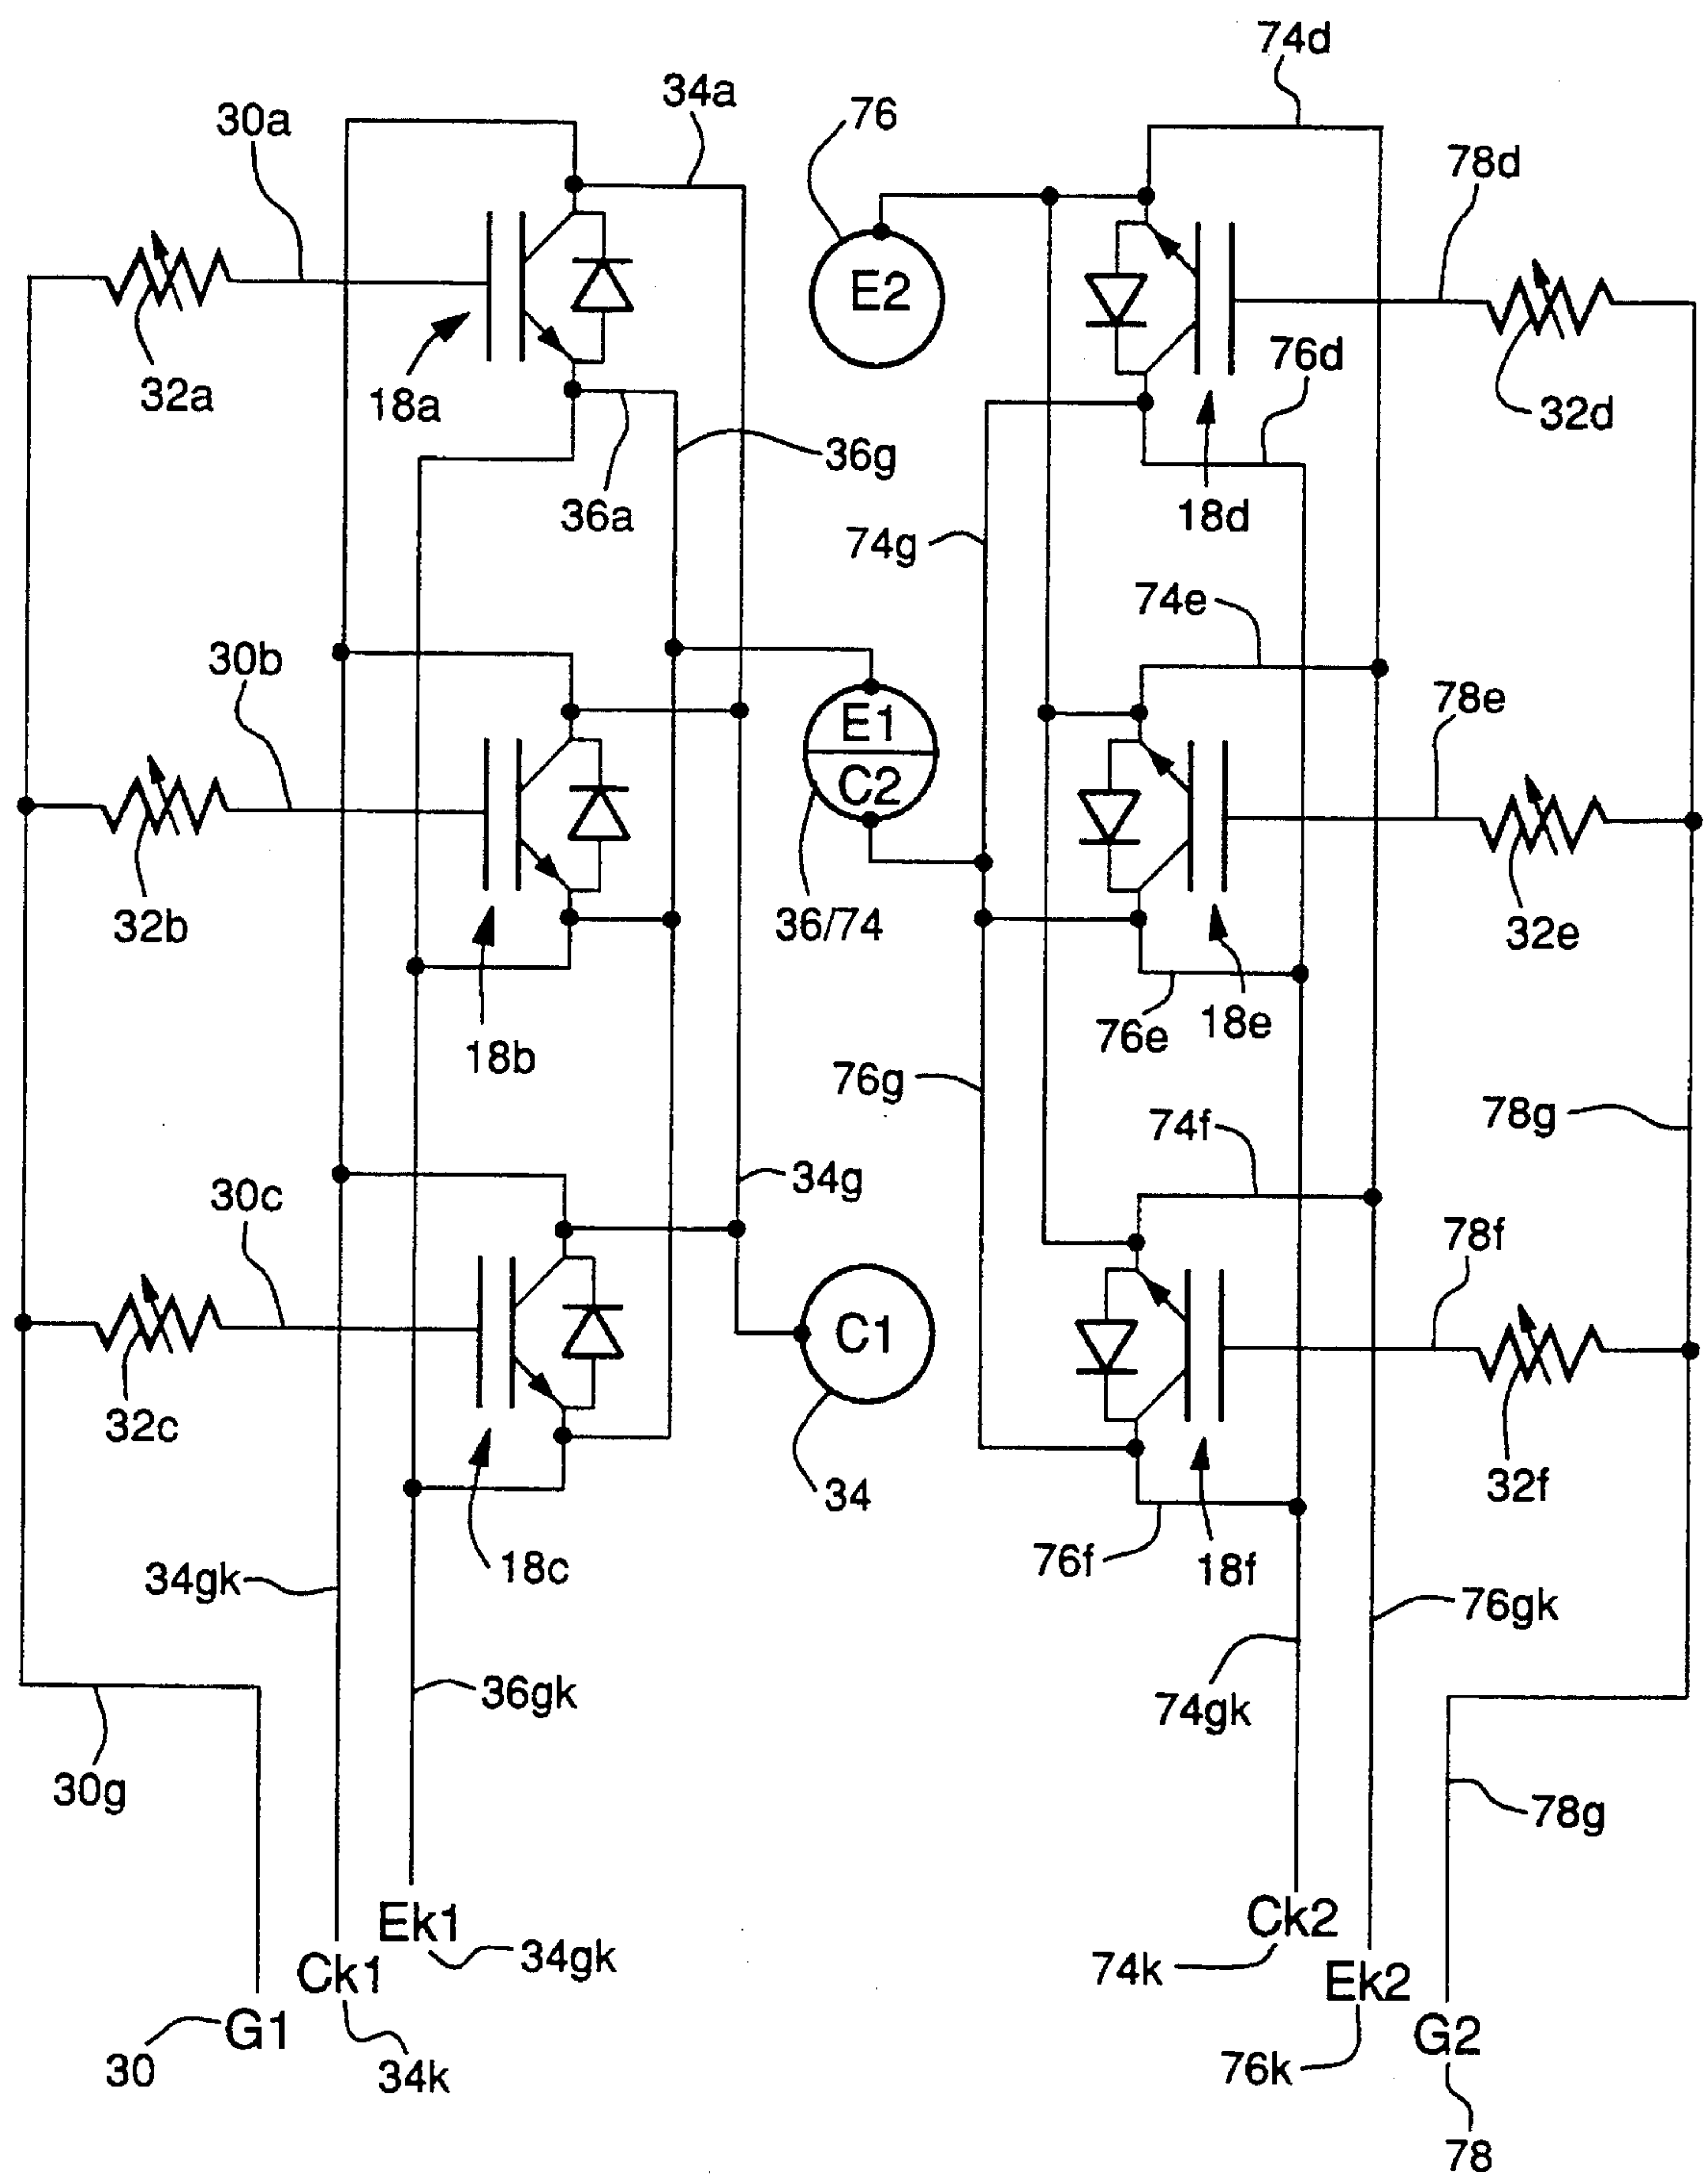 74d
34a
76
30a
78d
E2
76d
32a
18a
32d
36g
36a
18d
74g
74e
30b
78e
E1
C2
32b
36/74
32e
18e
76e
18b
76g
78g
74f
34g
30c
78f
C1
32c
34
32f
18c
76f
18f
34gk
76gk
36gk
74gk
30g
78g
Ek1
Ck2
34gk
74k
Ck1
Ek2
G1
G2
30
34k
76k
78